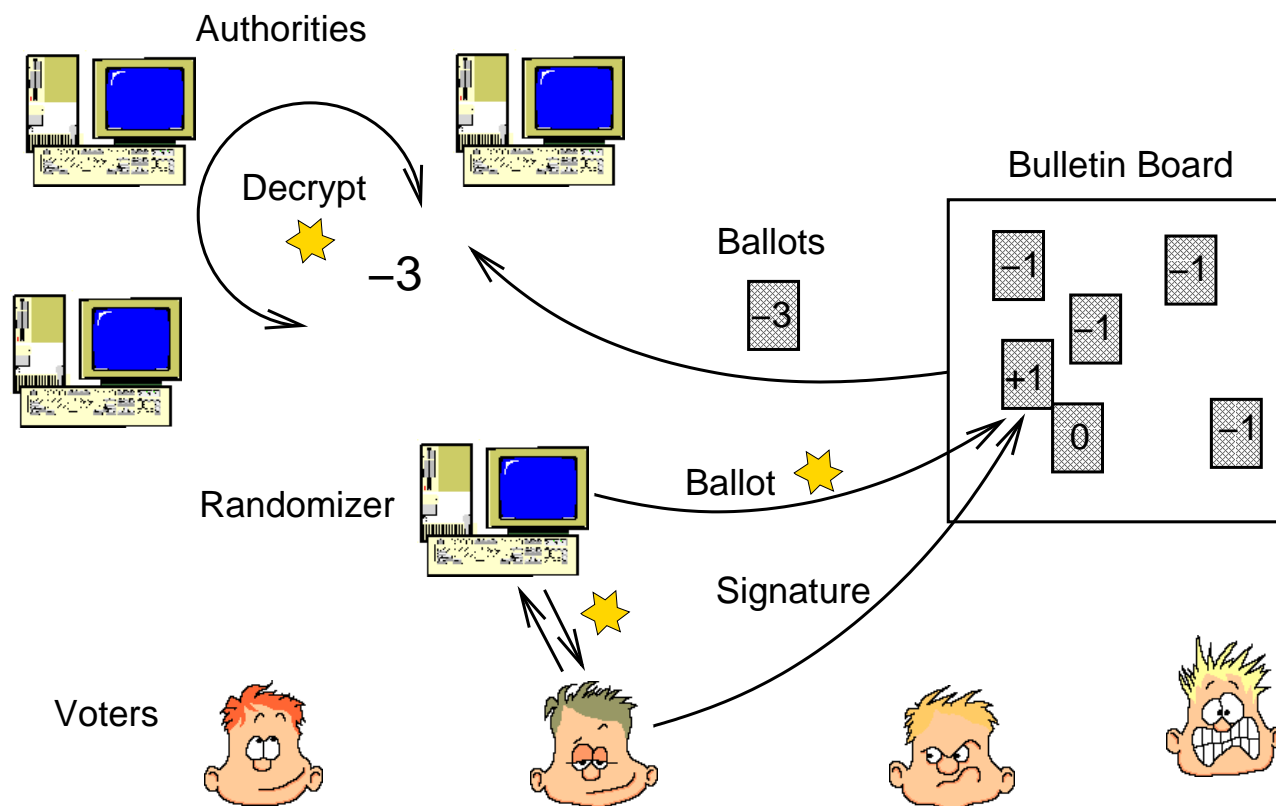 Authorities
Bulletin Board
Decrypt
–3
Ballots
–3
–1
–1
–1
+1
0
–1
Randomizer
Ballot
Signature
Voters